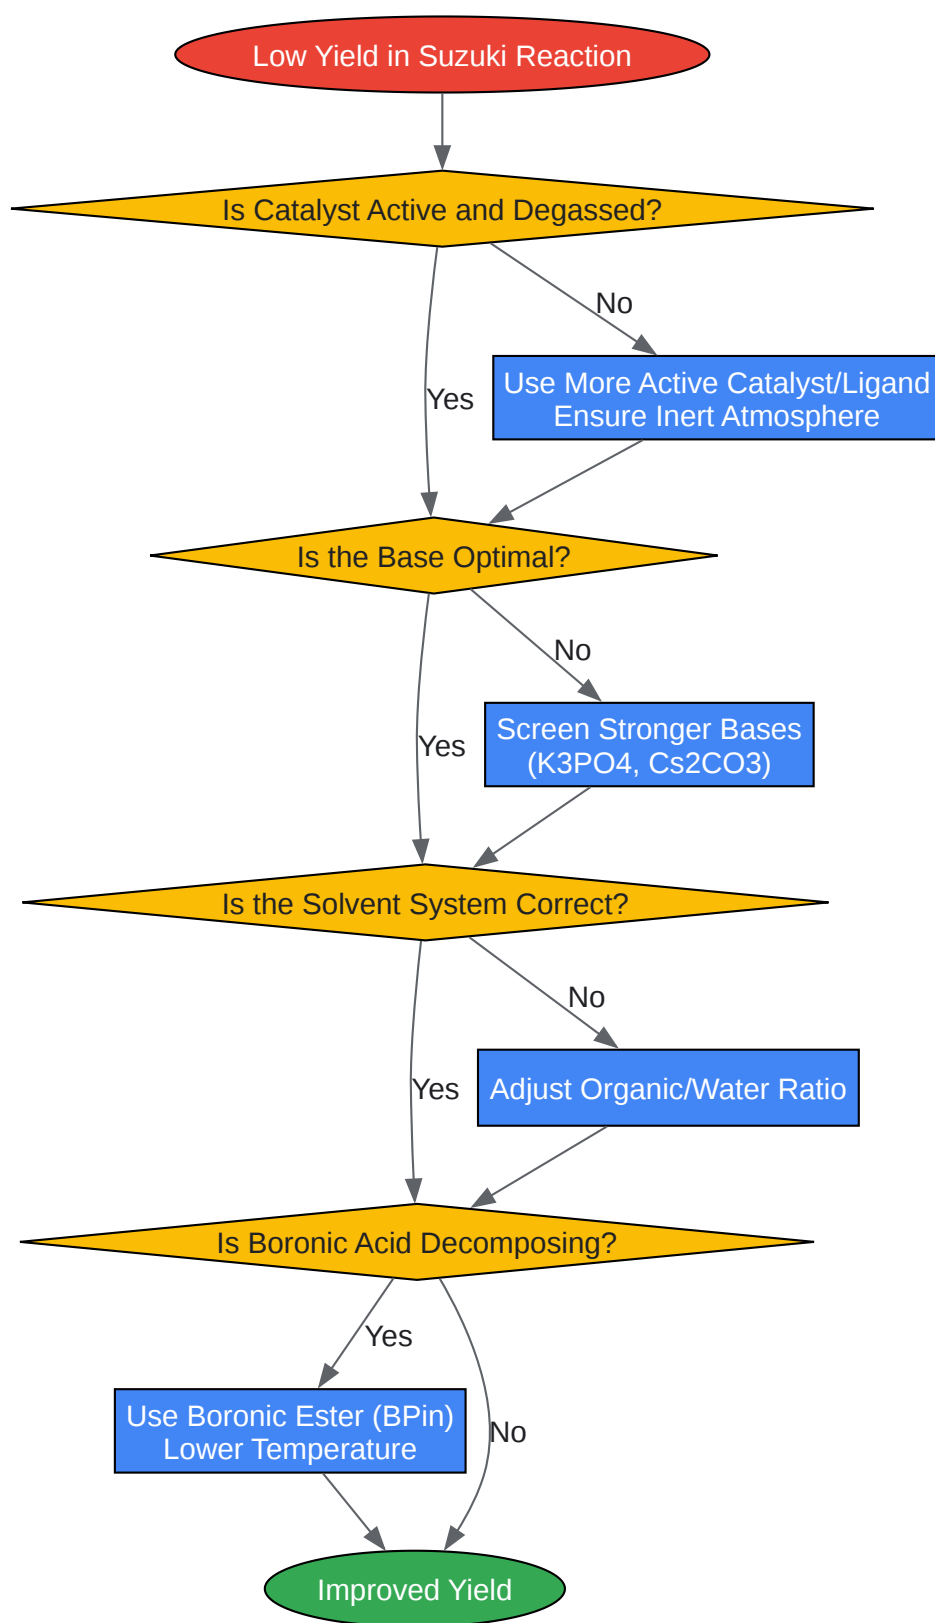 Low Yield in Suzuki Reaction
Is Catalyst Active and Degassed?
No
Use More Active Catalyst/Ligand
Ensure Inert Atmosphere
Yes
Is the Base Optimal?
No
Screen Stronger Bases
(K3PO4, Cs2CO3)
Yes
Is the Solvent System Correct?
No
Adjust Organic/Water Ratio
Yes
Is Boronic Acid Decomposing?
Yes
Use Boronic Ester (BPin)
Lower Temperature
No
Improved Yield